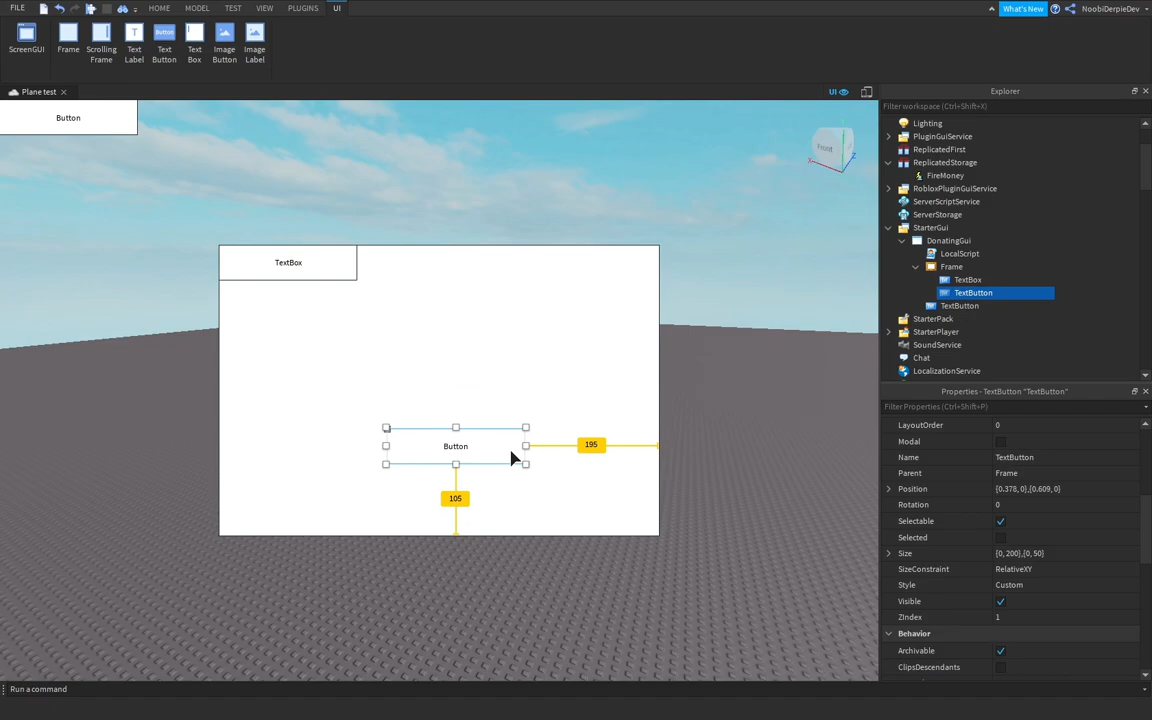 FILE HOME MODEL TEST VIEW PLUGINS UI What's New NoobiDerpieDev
ScreenGUI Frame Scrolling Frame Text Label Text Button Text Box Image Button Image Label
T Button
Plane test UI
Button
Front
X Z
TextBox
Button
195
105
Run a command
Explorer
Filter workspace (Ctrl+Shift+X)
Lighting
PluginGuiService
ReplicatedFirst
ReplicatedStorage
FireMoney
RobloxPluginGuiService
ServerScriptService
ServerStorage
StarterGui
DonatingGui
LocalScript
Frame
TextBox
TextButton
TextButton
StarterPack
StarterPlayer
SoundService
Chat
LocalizationService
Properties - TextButton "TextButton"
Filter Properties (Ctrl+Shift+P)
LayoutOrder 0
Modal
Name TextButton
Parent Frame
Position {0.378, 0},{0.609, 0}
Rotation 0
Selectable
Selected
Size {0, 200},{0, 50}
SizeConstraint RelativeXY
Style Custom
Visible
ZIndex 1
Behavior
Archivable
ClipsDescendants